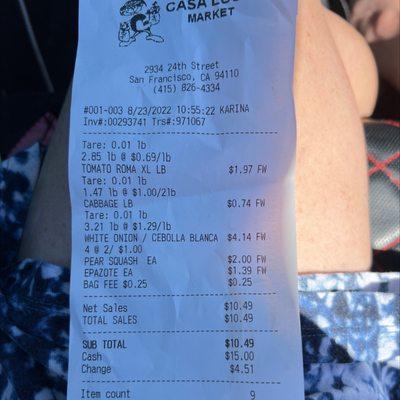 CASA
MARKET
2934 24th Street
San Francisco, CA 94110
(415) 826-4334
#001-003 8/23/2022 10:55:22 KARINA
Inv#:00293741 Trs#:971067
Tare: 0.01 lb
2.85 lb @ $0.69/lb
TOMATO ROMA XL LB $1.97 FW
Tare: 0.01 lb
1.47 lb @ $1.00/2lb
CABBAGE LB $0.74 FW
Tare: 0.01 lb
3.21 lb @ $1.29/lb
WHITE ONION / CEBOLLA BLANCA $4.14 FW
4 @ 2/ $1.00
PEAR SQUASH EA $2.00 FW
EPAZOTE EA $1.39 FW
BAG FEE $0.25 $0.25
Net Sales $10.49
TOTAL SALES $10.49
SUB TOTAL $10.49
Cash $15.00
Change $4.51
Item count 9